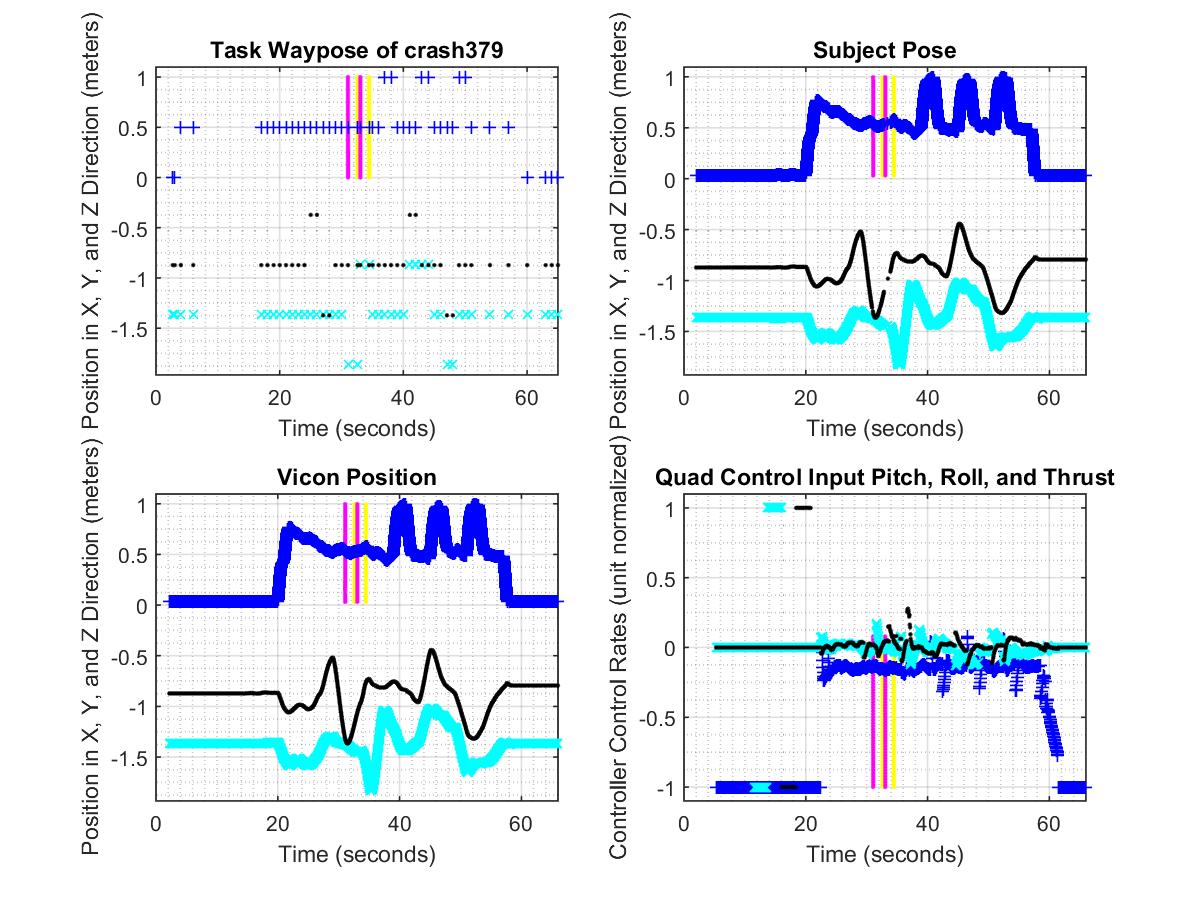 Task Waypose of crash379
Position in X, Y, and Z Direction (meters)
1
0.5
0
-0.5
-1
-1.5
0 20 40 60
Time (seconds)
Subject Pose
Position in X, Y, and Z Direction (meters)
1
0.5
0
-0.5
-1
-1.5
0 20 40 60
Time (seconds)
Vicon Position
Position in X, Y, and Z Direction (meters)
1
0.5
0
-0.5
-1
-1.5
0 20 40 60
Time (seconds)
Quad Control Input Pitch, Roll, and Thrust
Controller Control Rates (unit normalized)
1
0.5
0
-0.5
-1
0 20 40 60
Time (seconds)